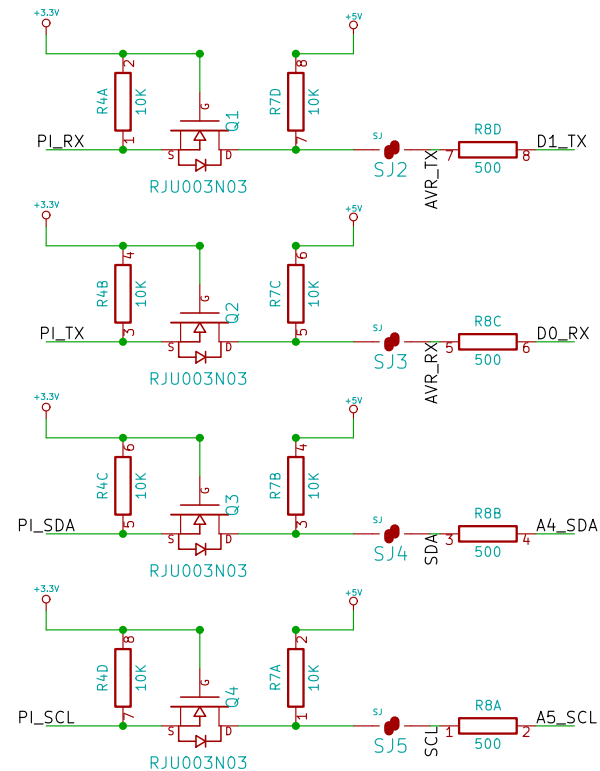 +3.3V
+5V
R4A
2
10K
1
G
Q1
R7D
8
10K
7
PI_RX
S
D
RJU003N03
SJ
SJ2
AVR_TX
R8D
7
8
500
D1_TX
+3.3V
+5V
R4B
4
10K
3
G
Q2
R7C
6
10K
5
PI_TX
S
D
RJU003N03
SJ
SJ3
AVR_RX
R8C
5
6
500
D0_RX
+3.3V
+5V
R4C
6
10K
5
G
Q3
R7B
4
10K
3
PI_SDA
S
D
RJU003N03
SJ
SJ4
SDA
R8B
3
4
500
A4_SDA
+3.3V
+5V
R4D
8
10K
7
G
Q4
R7A
2
10K
1
PI_SCL
S
D
RJU003N03
SJ
SJ5
SCL
R8A
1
2
500
A5_SCL